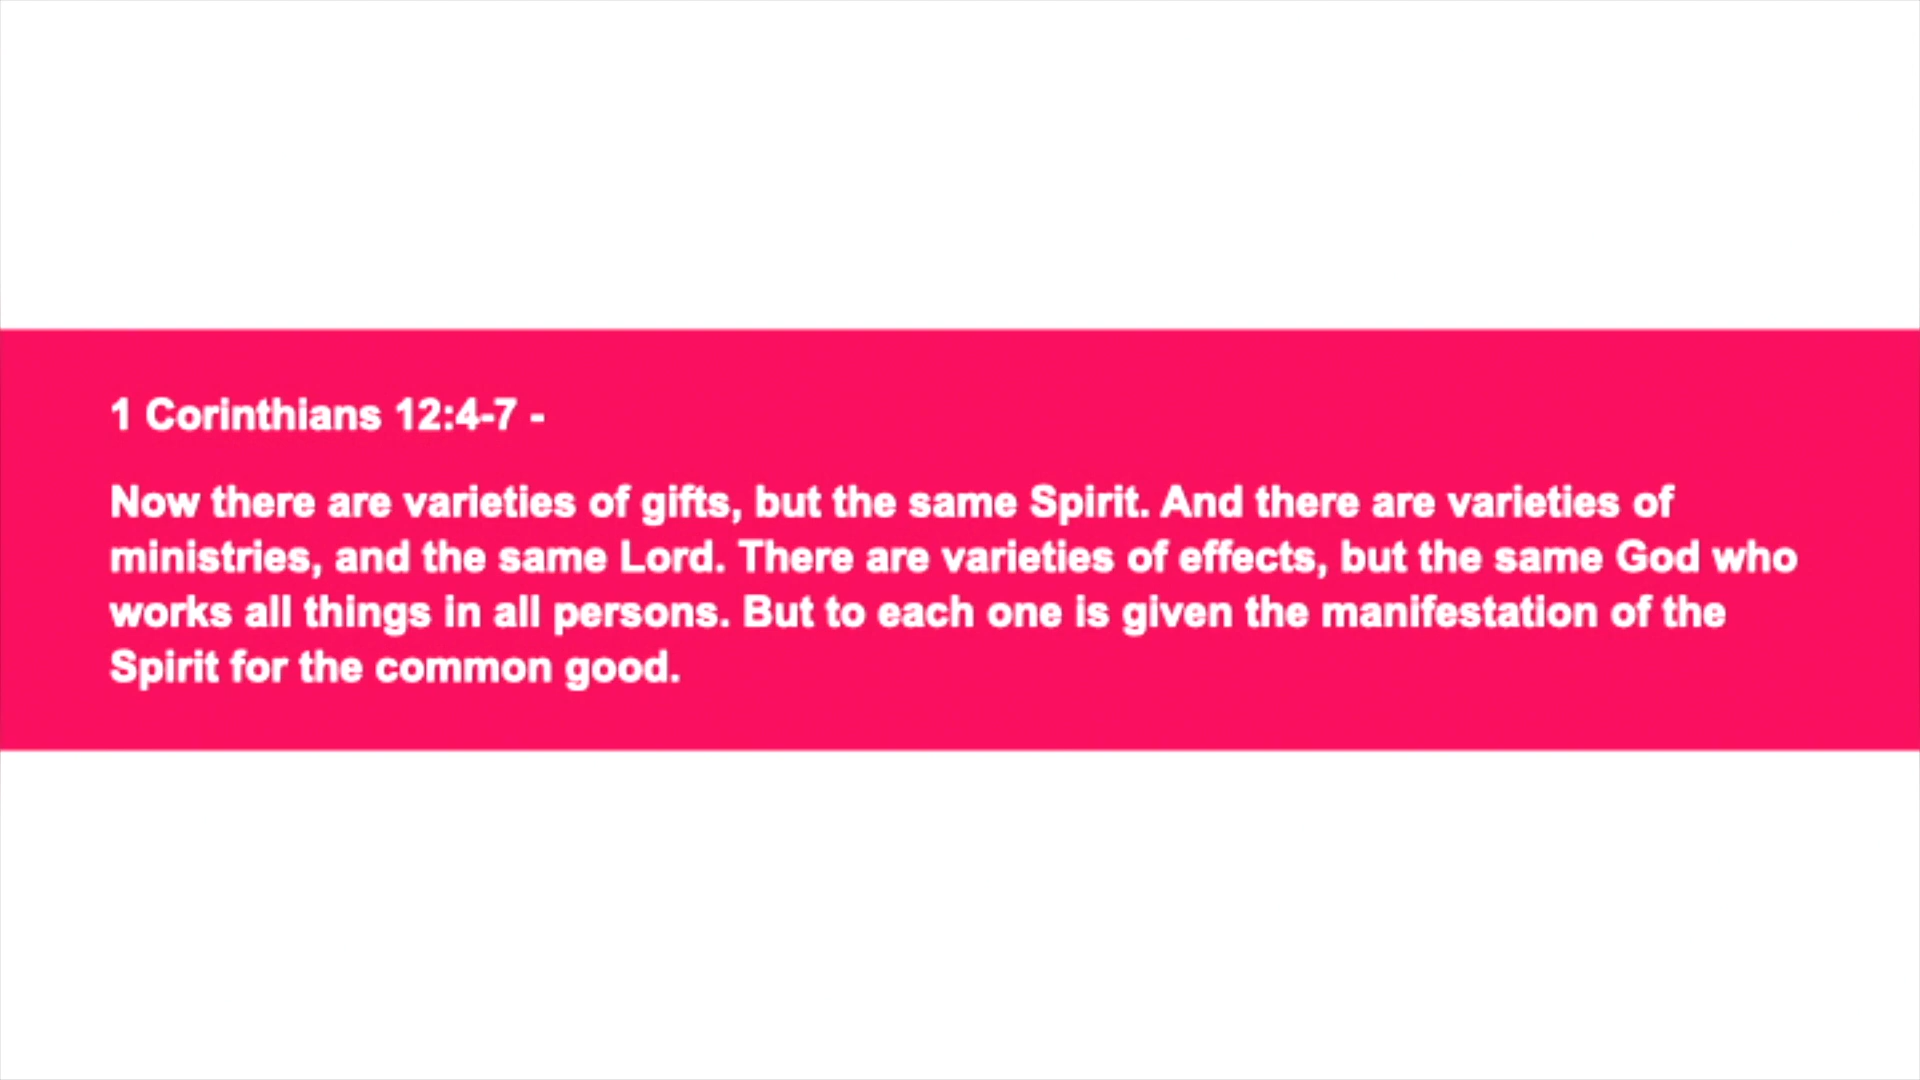 1 Corinthians 12:4-7 -
Now there are varieties of gifts, but the same Spirit. And there are varieties of
ministries, and the same Lord. There are varieties of effects, but the same God who
works all things in all persons. But to each one is given the manifestation of the
Spirit for the common good.